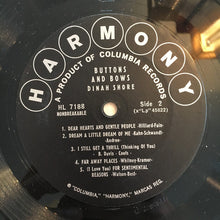 HARMONY
A PRODUCT OF COLUMBIA RECORDS
BUTTONS
AND BOWS
DINAH SHORE
HL 7188
NONBREAKABLE
Side 2
(x"Lp"45622)
1. DEAR HEARTS AND GENTLE PEOPLE -Hilliard-Fain-
2. DREAM A LITTLE DREAM OF ME -Kahn-Schwandt-
Andree-
3. I STILL GET A THRILL (Thinking Of You)
- B. Davis - Coots -
4. FAR AWAY PLACES -Whitney-Kramer-
5. (I Love You) FOR SENTIMENTAL
REASONS -Watson-Best-
® "COLUMBIA," "HARMONY," MARCAS REG.